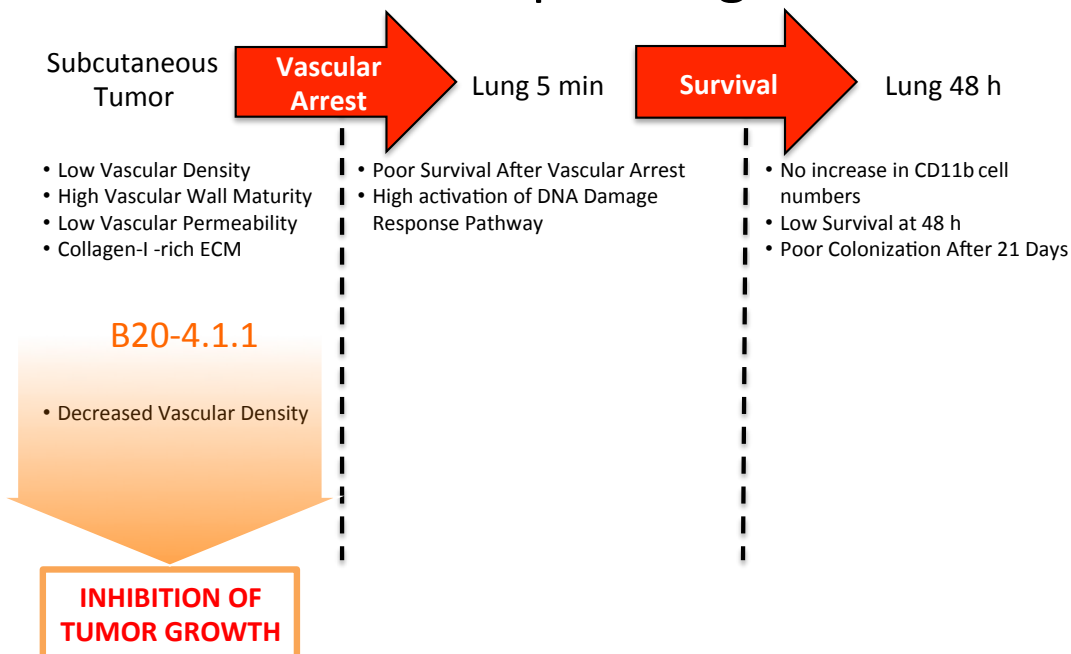 Subcutaneous
Tumor
Vascular
Arrest
Lung 5 min
Survival
Lung 48 h
• Low Vascular Density
• High Vascular Wall Maturity
• Low Vascular Permeability
• Collagen-I -rich ECM
• Poor Survival After Vascular Arrest
• High activation of DNA Damage
Response Pathway
• No increase in CD11b cell
numbers
• Low Survival at 48 h
• Poor Colonization After 21 Days
B20-4.1.1
• Decreased Vascular Density
INHIBITION OF
TUMOR GROWTH